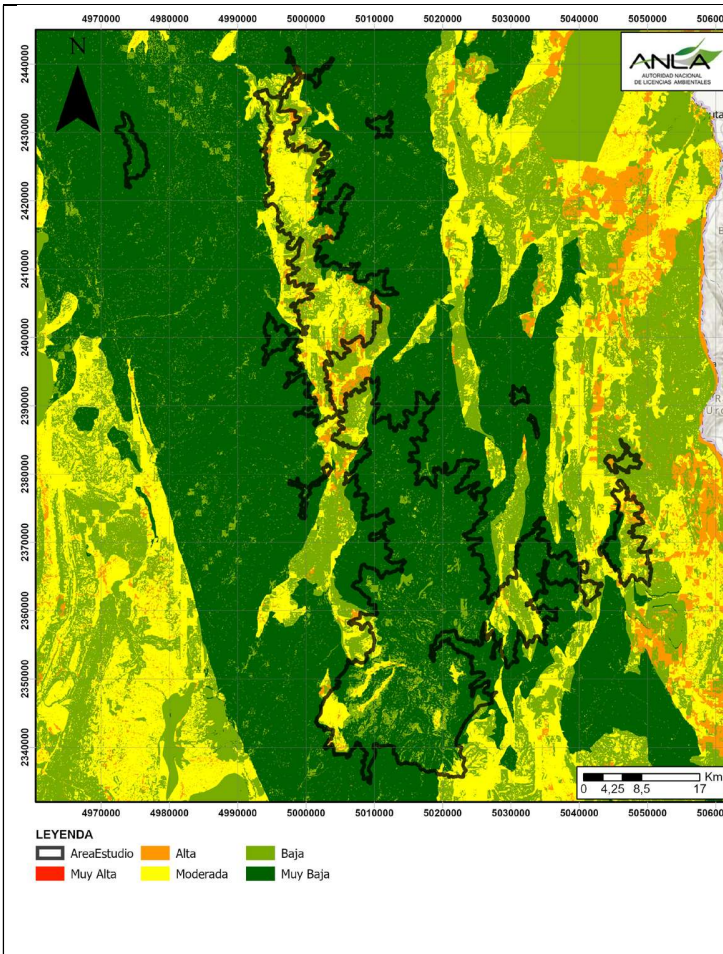 4970000 4980000 4990000 5000000 5010000 5020000 5030000 5040000 5050000 50600
N
ANLA
AUTORIDAD NACIONAL
DE LICENCIAS AMBIENTALES
2440000
2430000
2420000
2410000
2400000
2390000
2380000
2370000
2360000
2350000
2340000
Km
0 4,25 8,5 17
4970000 4980000 4990000 5000000 5010000 5020000 5030000 5040000 5050000 50600
LEYENDA
AreaEstudio Alta Baja
Muy Alta Moderada Muy Baja